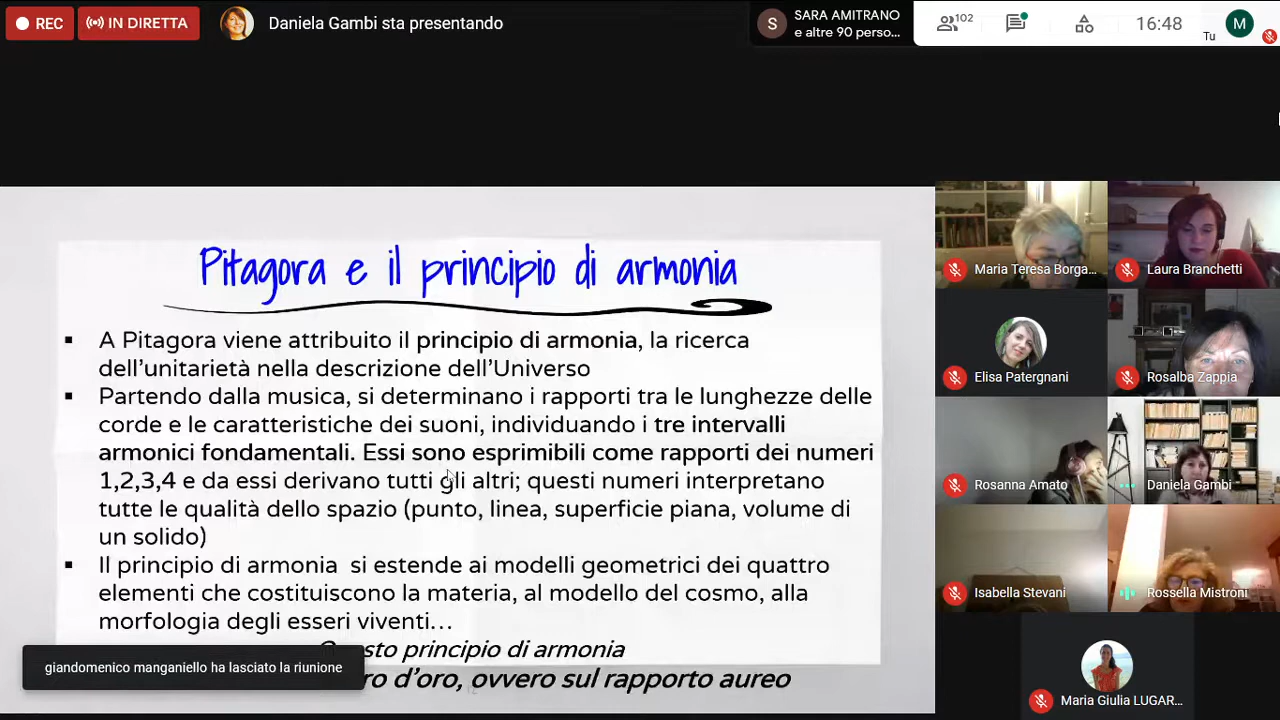 REC
IN DIRETTA
Daniela Gambi sta presentando
S
SARA AMITRANO
e altre 90 perso...
102
16:48
Tu
M
Pitagora e il principio di armonia
▪ A Pitagora viene attribuito il principio di armonia, la ricerca
dell'unitarietà nella descrizione dell'Universo
▪ Partendo dalla musica, si determinano i rapporti tra le lunghezze delle
corde e le caratteristiche dei suoni, individuando i tre intervalli
armonici fondamentali. Essi sono esprimibili come rapporti dei numeri
1,2,3,4 e da essi derivano tutti gli altri; questi numeri interpretano
tutte le qualità dello spazio (punto, linea, superficie piana, volume di
un solido)
▪ Il principio di armonia si estende ai modelli geometrici dei quattro
elementi che costituiscono la materia, al modello del cosmo, alla
morfologia degli esseri viventi...
principio di armonia
d'oro, ovvero sul rapporto aureo
giandomenico manganiello ha lasciato la riunione
Maria Teresa Borga...
Laura Branchetti
Elisa Patergnani
Rosalba Zappia
Rosanna Amato
Daniela Gambi
Isabella Stevani
Rossella Mistroni
Maria Giulia LUGAR...